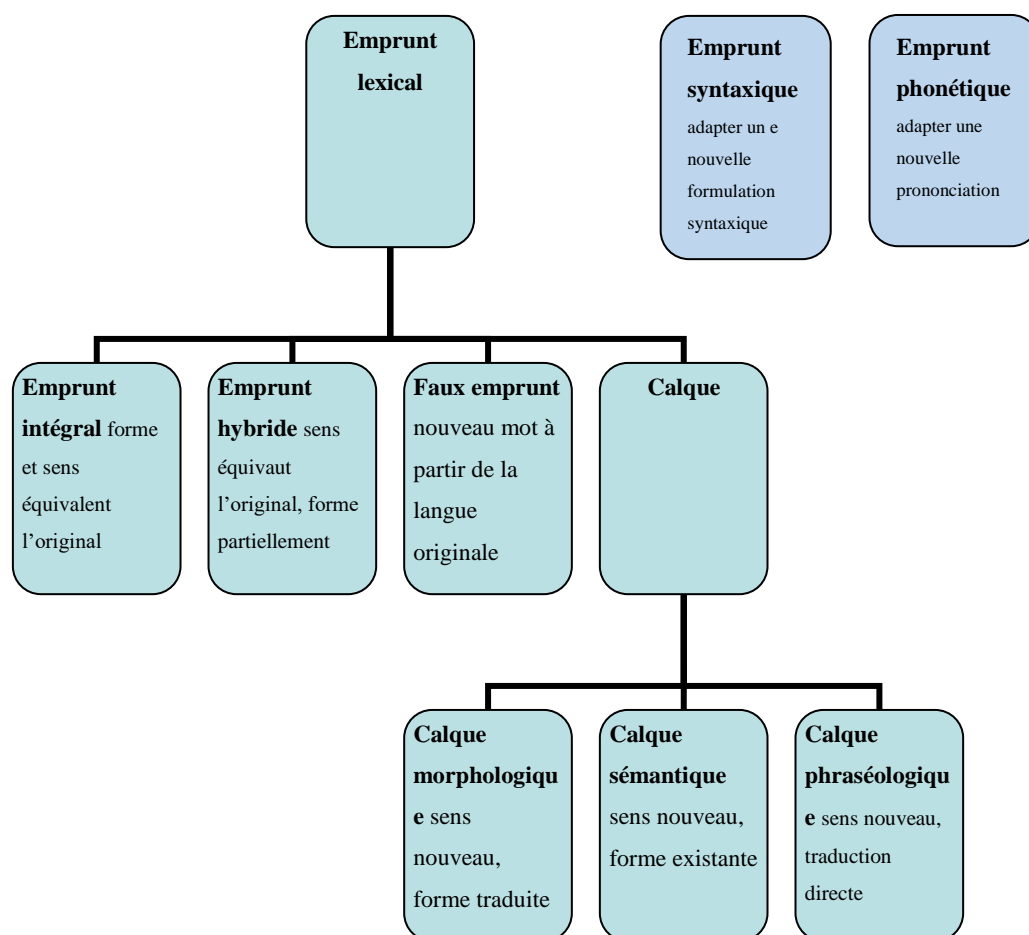 Emprunt
lexical
Emprunt
syntaxique
adapter un e
nouvelle
formulation
syntaxique
Emprunt
phonétique
adapter une
nouvelle
prononciation
Emprunt
intégral forme
et sens
équivalent
l’original
Emprunt
hybride sens
équivaut
l’original, forme
partiellement
Faux emprunt
nouveau mot à
partir de la
langue
originale
Calque
Calque
morphologiqu
e sens
nouveau,
forme traduite
Calque
sémantique
sens nouveau,
forme existante
Calque
phraséologiqu
e sens nouveau,
traduction
directe